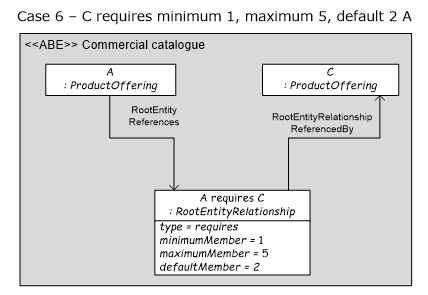 Case 6 – C requires minimum 1, maximum 5, default 2 A
<<ABE>> Commercial catalogue
A
: ProductOffering
C
: ProductOffering
RootEntity
References
RootEntityRelationship
ReferencedBy
A requires C
: RootEntityRelationship
type = requires
minimumMember = 1
maximumMember = 5
defaultMember = 2